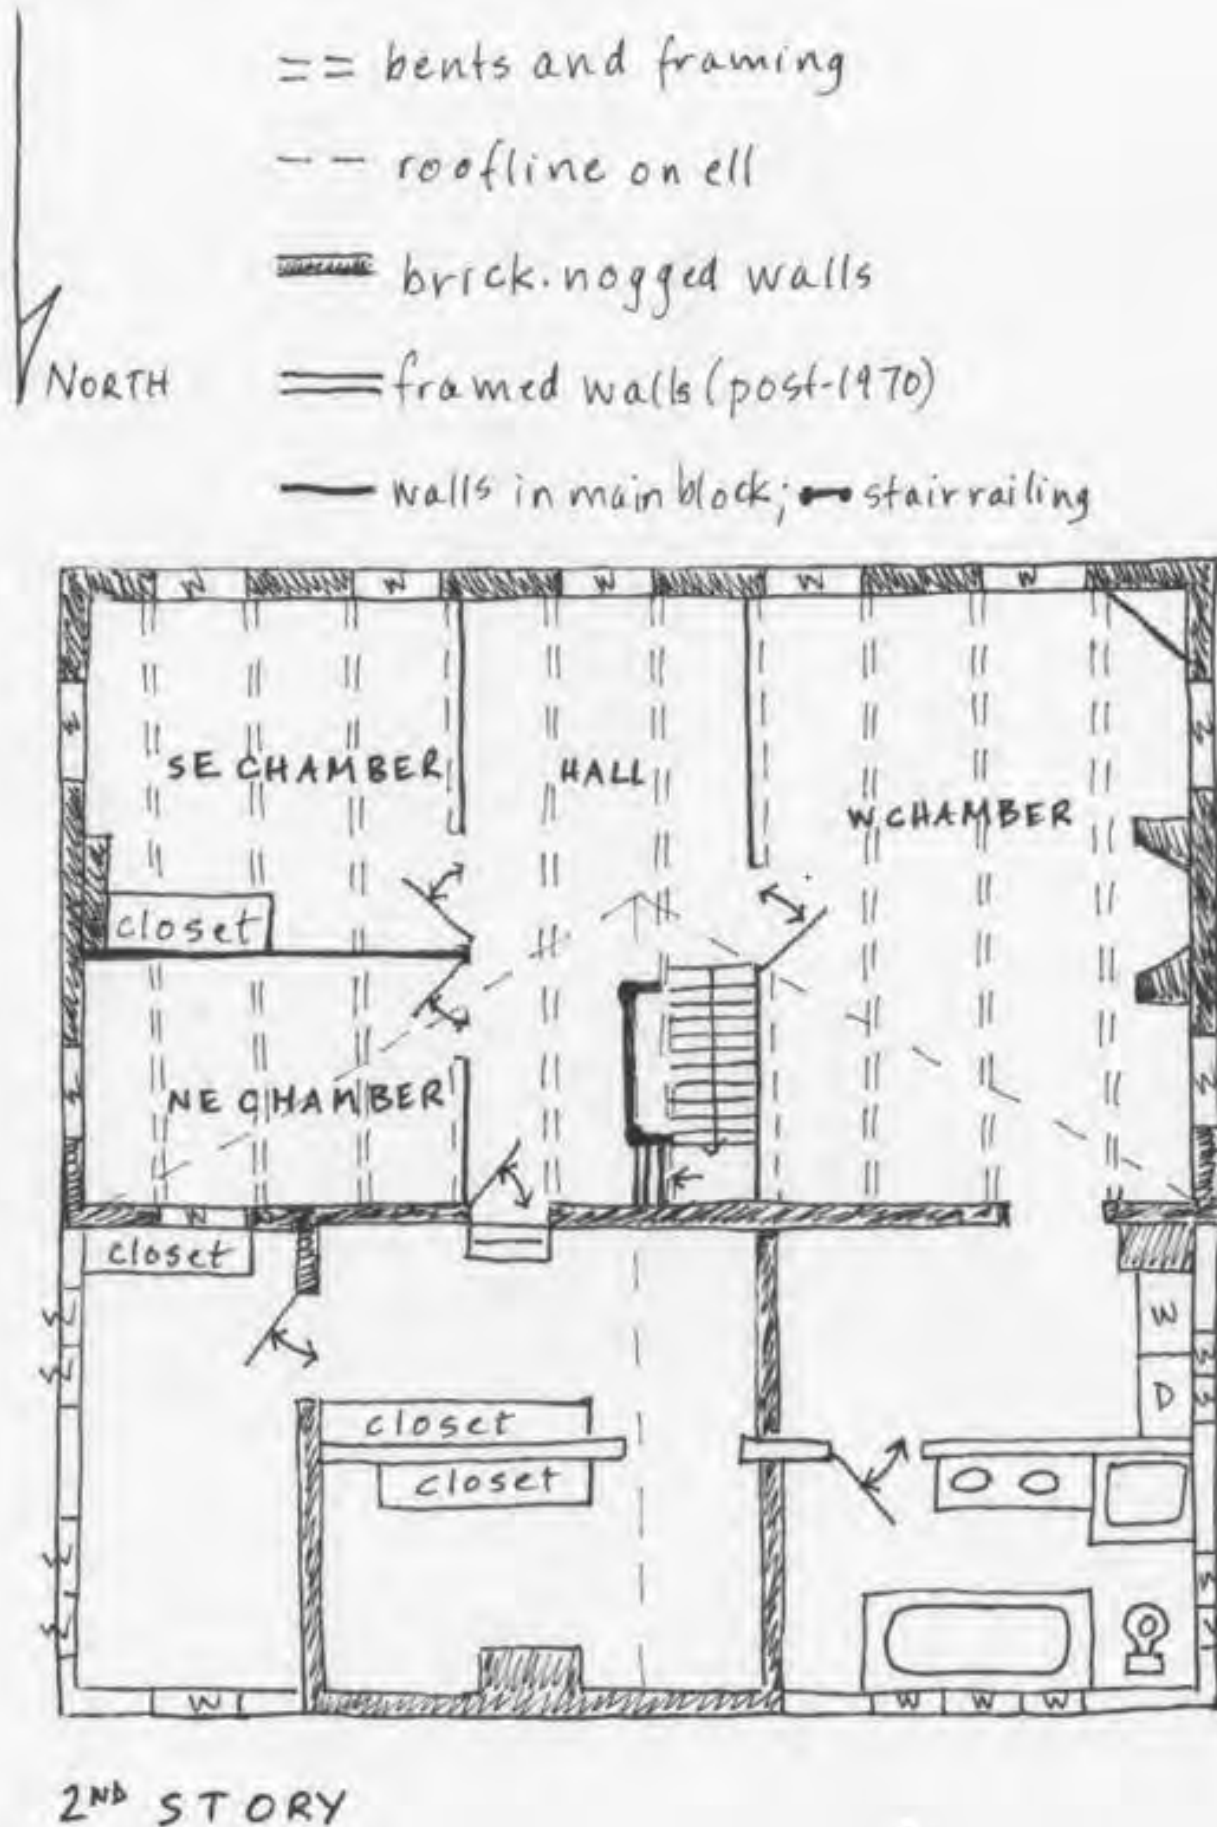 bents and framing
roofline on ell
brick-nogged walls
NORTH
framed walls (post-1970)
walls in main block; stair railing
W W W W W
W W
SE CHAMBER HALL
W CHAMBER
closet
W W
NE CHAMBER
W
closet
W
W W
W W
D
closet
closet
W W
W W
W W W W
2ND STORY